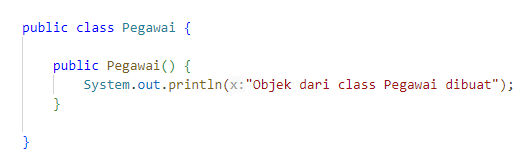 public class Pegawai {
public Pegawai() {
System.out.println(x:"Objek dari class Pegawai dibuat");
}
}